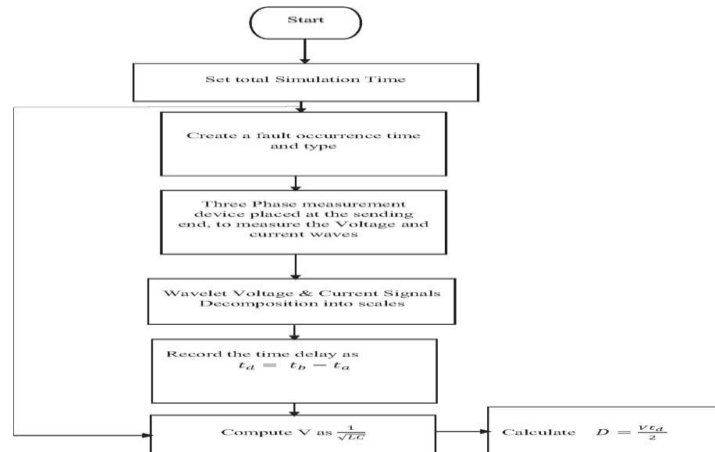 Start
Set total Simulation Time
Create a fault occurrence time
and type
Three Phase measurement
device placed at the sending
end, to measure the Voltage and
current waves
Wavelet Voltage & Current Signals
Decomposition into scales
Record the time delay as
t_d = t_b − t_a
Compute V as 1/√LC
Calculate D = Vt_d/2